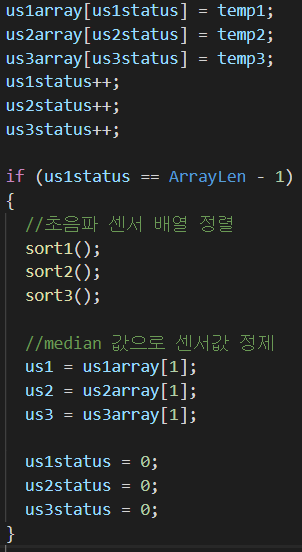 us1array[us1status] = temp1;
us2array[us2status] = temp2;
us3array[us3status] = temp3;
us1status++;
us2status++;
us3status++;
if (us1status == ArrayLen - 1)
{
//초음파 센서 배열 정렬
sort1();
sort2();
sort3();
//median 값으로 센서값 정제
us1 = us1array[1];
us2 = us2array[1];
us3 = us3array[1];
us1status = 0;
us2status = 0;
us3status = 0;
}